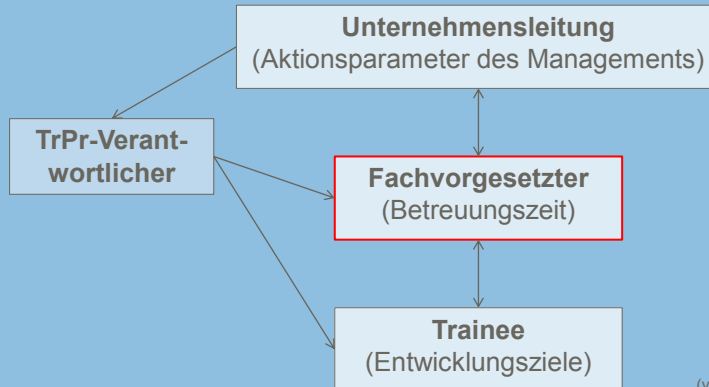 Unternehmensleitung
(Aktionsparameter des Managements)
TrPr-Verant-
wortlicher
Fachvorgesetzter
(Betreuungszeit)
Trainee
(Entwicklungsziele)